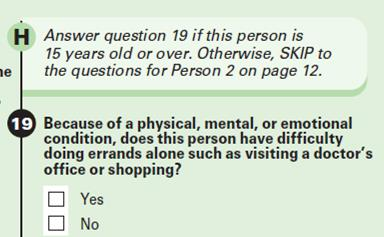 H Answer question 19 if this person is
15 years old or over. Otherwise, SKIP to
the questions for Person 2 on page 12.
19 Because of a physical, mental, or emotional
condition, does this person have difficulty
doing errands alone such as visiting a doctor's
office or shopping?
Yes
No